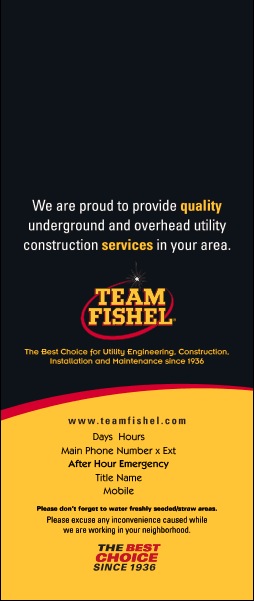 We are proud to provide quality
underground and overhead utility
construction services in your area.
TEAM
FISHEL
The Best Choice for Utility Engineering, Construction,
Installation and Maintenance since 1936
www.teamfishel.com
Days Hours
Main Phone Number x Ext
After Hour Emergency
Title Name
Mobile
Please don't forget to water freshly seeded/straw areas.
Please excuse any inconvenience caused while
we are working in your neighborhood.
THE BEST
CHOICE
SINCE 1936